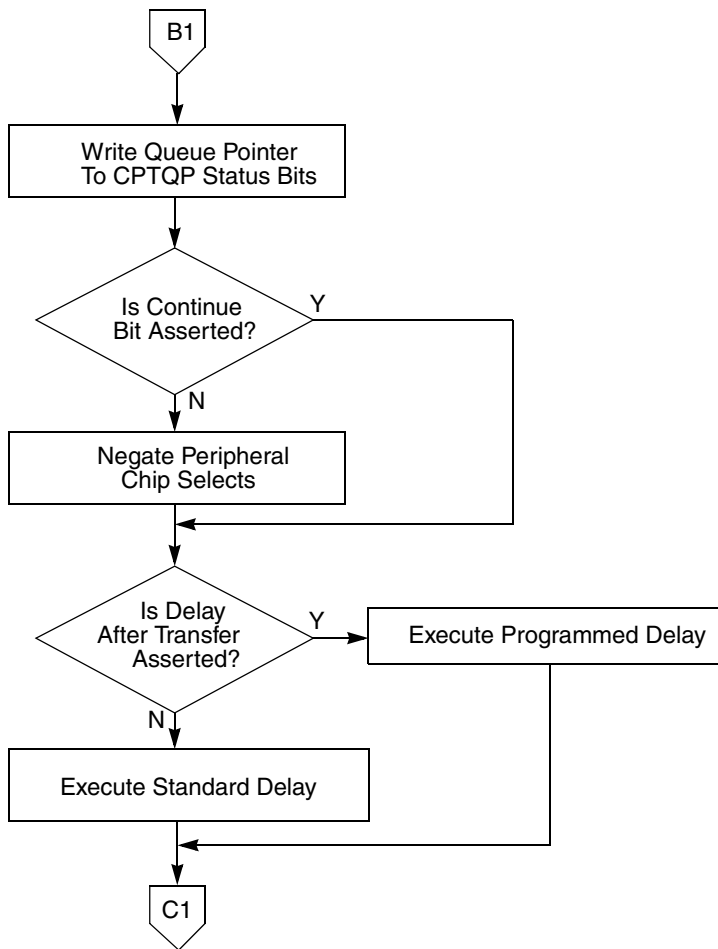 B1
Write Queue Pointer
To CPTQP Status Bits
Is Continue
Bit Asserted?
Y
N
Negate Peripheral
Chip Selects
Is Delay
After Transfer
Asserted?
Y
Execute Programmed Delay
N
Execute Standard Delay
C1